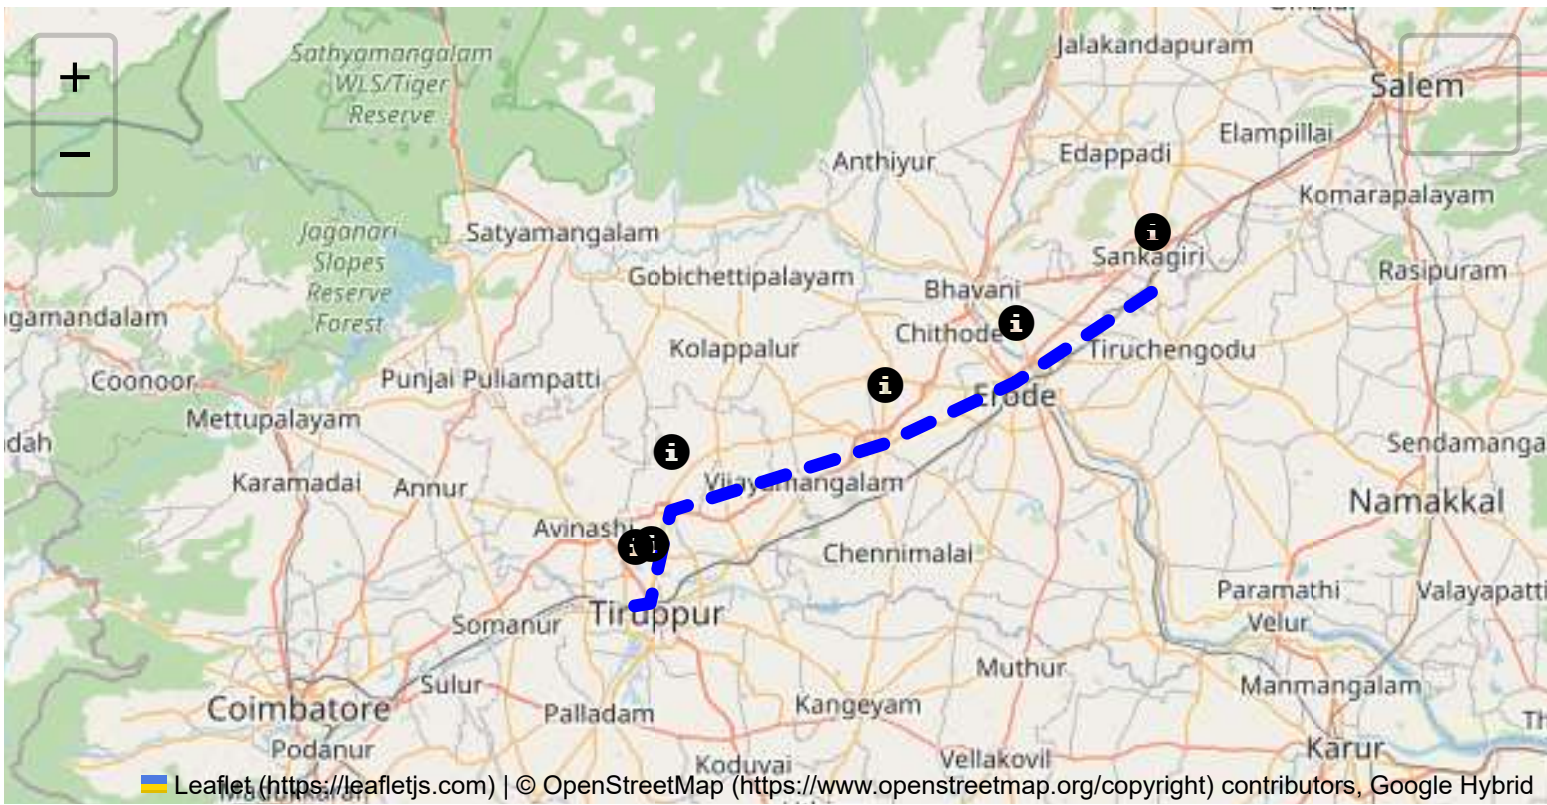 Jalakandapuram
Sathyamangalam
WLS/Tiger
Reserve
+
Salem
Elampillai
−
Anthiyur
Edappadi
Komarapalayam
Jaganari
Slopes
Reserve
Forest
Satyamangalam
i
Sankagiri
Gobichettipalayam
Rasipuram
Bhavani
gamandalam
Chithode
i
Kolappalur
Tiruchengodu
Coonoor
Punjai Puliampatti
i
Erode
Mettupalayam
dah
Sendamanga
i
Karamadai
Annur
Vijayamangalam
Namakkal
Avinashi
i
i
Chennimalai
Paramathi
Valayapatti
Tiruppur
Somanur
Velur
Muthur
Sulur
Manmangalam
Coimbatore
Palladam
Kangeyam
Th
Podanur
Koduvai
Vellakovil
Karur
Leaflet (https://leafletjs.com) | © OpenStreetMap (https://www.openstreetmap.org/copyright) contributors, Google Hybrid